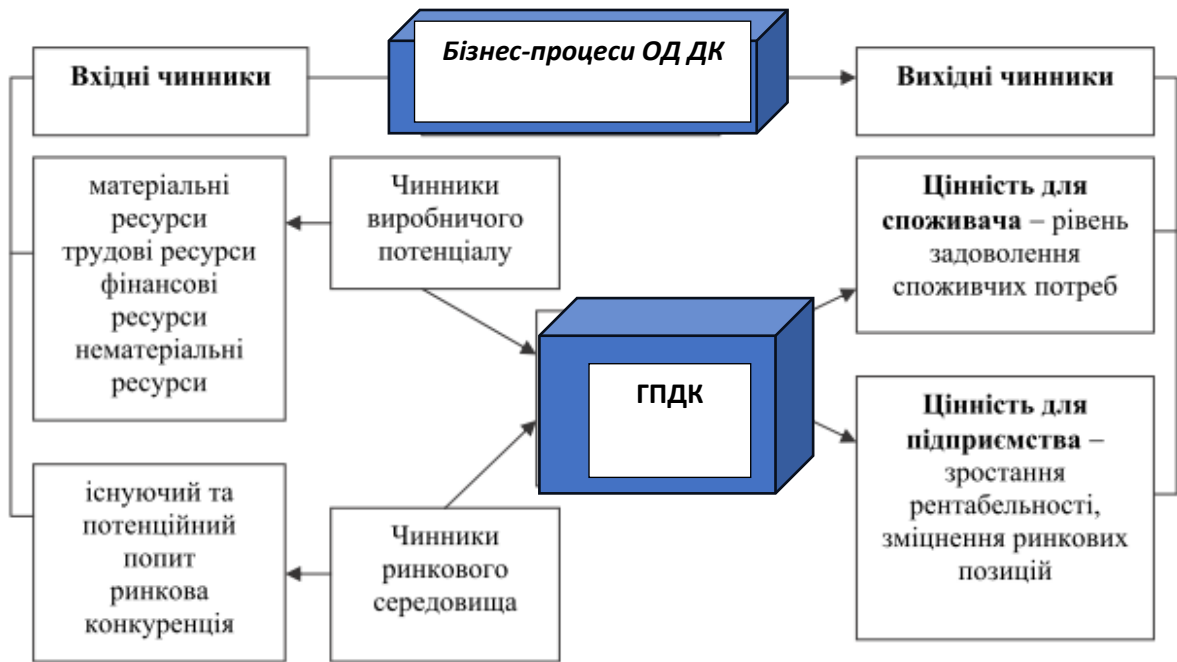 Бізнес-процеси ОД ДК
Вхідні чинники
Вихідні чинники
матеріальні
ресурси
трудові ресурси
фінансові
ресурси
нематеріальні
ресурси
Чинники
виробничого
потенціалу
Цінність для
споживача – рівень
задоволення
споживчих потреб
ГПДК
Цінність для
підприємства –
зростання
рентабельності,
зміцнення ринкових
позицій
існуючий та
потенційний
попит
ринкова
конкуренція
Чинники
ринкового
середовища